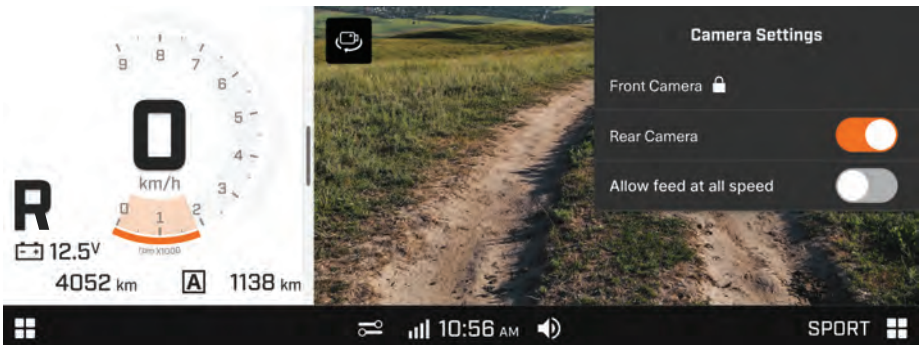 9
8
7
6
5
4
3
2
1
0
0
km/h
R
12.5V
4052 km
A
1138 km
Camera Settings
Front Camera
Rear Camera
Allow feed at all speed
10:56 AM
SPORT